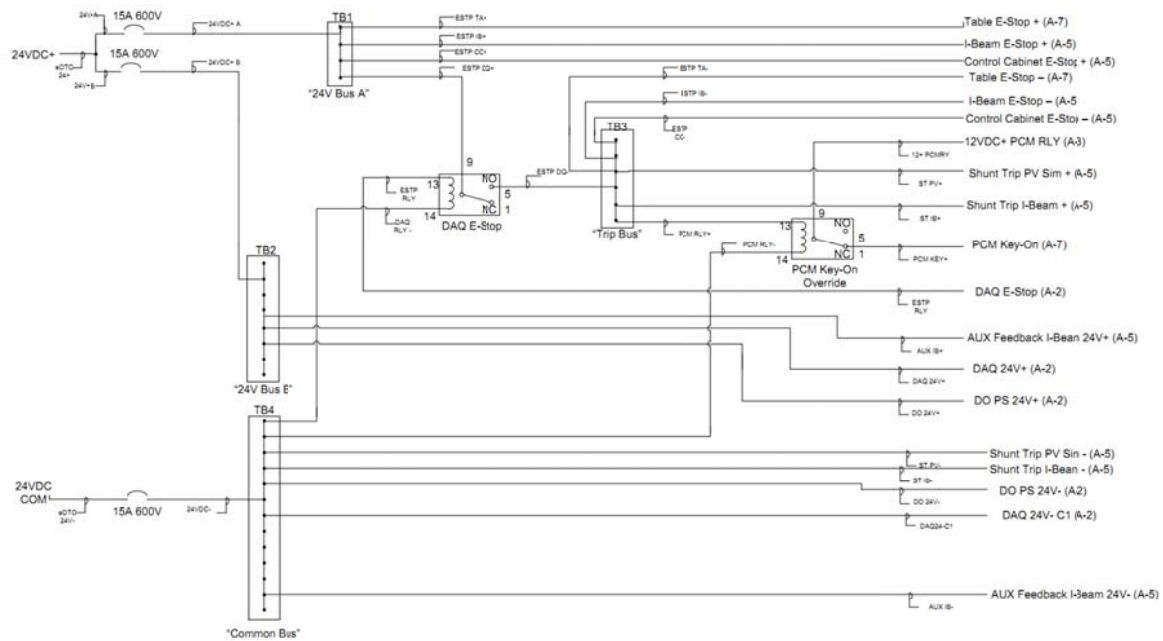 24V+A
15A 600V
24VDC+ A
TB1
ESTP TA+
Table E-Stop + (A-7)
ESTP IB+
I-Beam E-Stop + (A-5)
24VDC+
15A 600V
24VDC+ B
ESTP CC+
Control Cabinet E-Stop + (A-5)
24+
24V+B
ESTP DQ+
ESTP TA-
Table E-Stop – (A-7)
"24V Bus A"
ESTP IB-
I-Beam E-Stop – (A-5
TB3
ESTP
CC-
Control Cabinet E-Stop – (A-5)
9
12VDC+ PCM RLY (A-3)
12+ PCMRY
13
NO
ESTP DQ-
Shunt Trip PV Sim + (A-5)
ESTP
RLY
5
ST PV+
14
NC
1
9
Shunt Trip I-Beam + (A-5)
DAQ
RLY -
DAQ E-Stop
"Trip Bus"
PCM RLY+
13
NO
ST IB+
TB2
PCM RLY-
5
PCM Key-On (A-7)
14
NC
1
PCM KEY+
PCM Key-On
Override
DAQ E-Stop (A-2)
ESTP
RLY
AUX Feedback I-Bean 24V+ (A-5)
AUX IB+
DAQ 24V+ (A-2)
DAQ 24V+
"24V Bus B"
DO PS 24V+ (A-2)
TB4
DO 24V+
Shunt Trip PV Sin - (A-5)
ST PV-
Shunt Trip I-Bean - (A-5)
24VDC
COM
ST IB-
DO PS 24V- (A2)
24VDC-
DO 24V-
24V-
15A 600V
DAQ 24V- C1 (A-2)
DAQ24-C1
AUX Feedback I-Beam 24V- (A-5)
AUX IB-
"Common Bus"